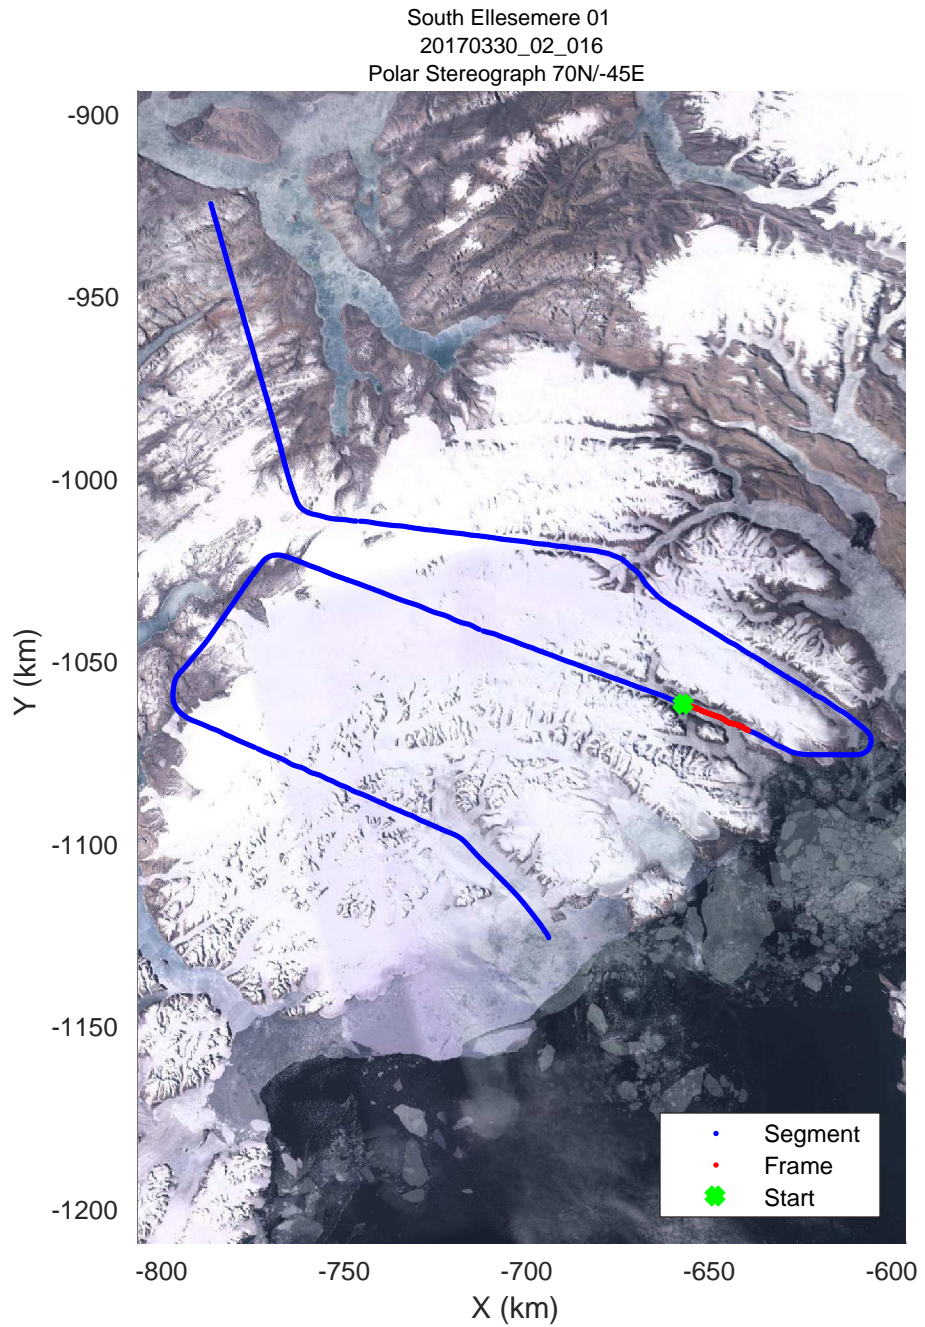 South Ellesemere 01
20170330_02_016
Polar Stereograph 70N/-45E
-900
-950
-1000
-1050
-1100
-1150
-1200
Y (km)
Segment
Frame
Start
-800
-750
-700
-650
-600
X (km)